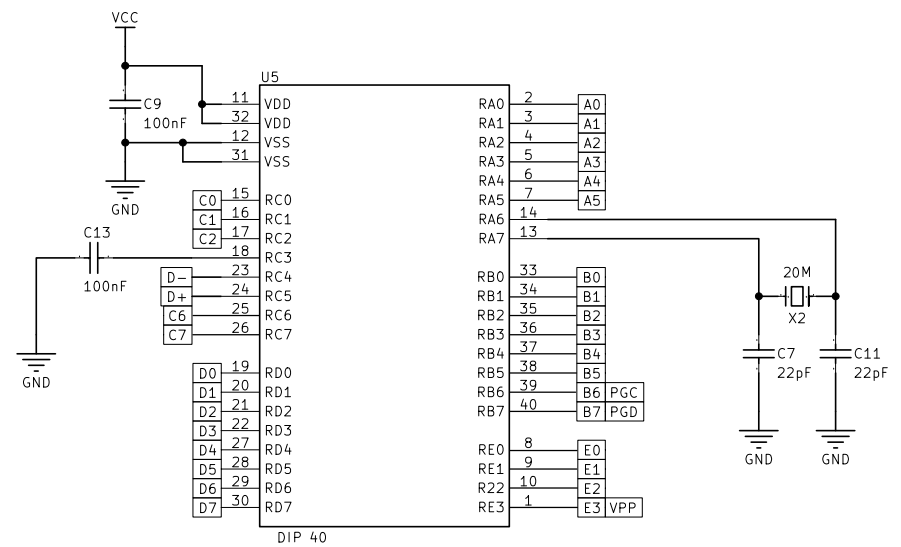 VCC
U5
C9
100nF
GND
11 VDD
32 VDD
12 VSS
31 VSS
C0 15 RC0
C1 16 RC1
C2 17 RC2
18 RC3
D- 23 RC4
D+ 24 RC5
C6 25 RC6
C7 26 RC7
C13
100nF
GND
D0 19 RD0
D1 20 RD1
D2 21 RD2
D3 22 RD3
D4 27 RD4
D5 28 RD5
D6 29 RD6
D7 30 RD7
RA0 2 A0
RA1 3 A1
RA2 4 A2
RA3 5 A3
RA4 6 A4
RA5 7 A5
RA6 14
RA7 13
RB0 33 B0
RB1 34 B1
RB2 35 B2
RB3 36 B3
RB4 37 B4
RB5 38 B5
RB6 39 B6 PGC
RB7 40 B7 PGD
RE0 8 E0
RE1 9 E1
R22 10 E2
RE3 1 E3 VPP
20M
X2
C7
22pF
C11
22pF
GND
GND
DIP 40